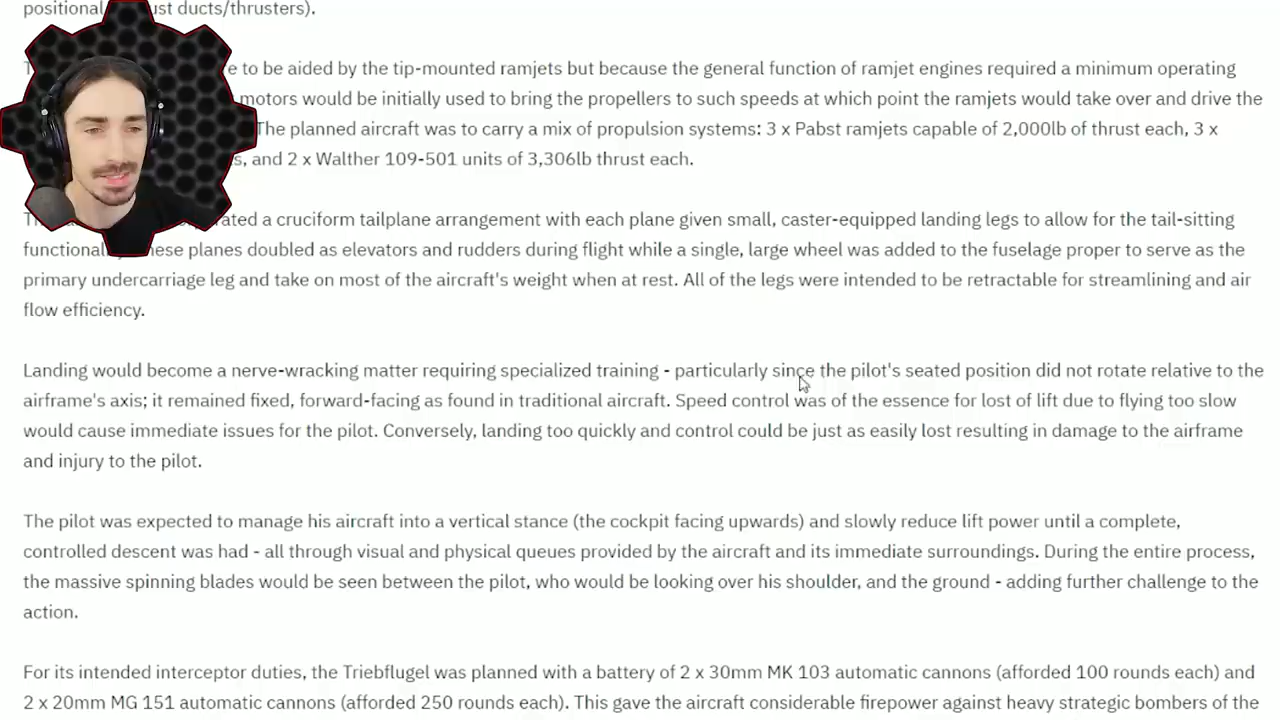 positional ust ducts/thrusters).
e to be aided by the tip-mounted ramjets but because the general function of ramjet engines required a minimum operating
motors would be initially used to bring the propellers to such speeds at which point the ramjets would take over and drive the
The planned aircraft was to carry a mix of propulsion systems: 3 x Pabst ramjets capable of 2,000lb of thrust each, 3 x
s, and 2 x Walther 109-501 units of 3,306lb thrust each.
ated a cruciform tailplane arrangement with each plane given small, caster-equipped landing legs to allow for the tail-sitting
functional hese planes doubled as elevators and rudders during flight while a single, large wheel was added to the fuselage proper to serve as the
primary undercarriage leg and take on most of the aircraft's weight when at rest. All of the legs were intended to be retractable for streamlining and air
flow efficiency.
Landing would become a nerve-wracking matter requiring specialized training - particularly since the pilot's seated position did not rotate relative to the
airframe's axis; it remained fixed, forward-facing as found in traditional aircraft. Speed control was of the essence for lost of lift due to flying too slow
would cause immediate issues for the pilot. Conversely, landing too quickly and control could be just as easily lost resulting in damage to the airframe
and injury to the pilot.
The pilot was expected to manage his aircraft into a vertical stance (the cockpit facing upwards) and slowly reduce lift power until a complete,
controlled descent was had - all through visual and physical queues provided by the aircraft and its immediate surroundings. During the entire process,
the massive spinning blades would be seen between the pilot, who would be looking over his shoulder, and the ground - adding further challenge to the
action.
For its intended interceptor duties, the Triebflugel was planned with a battery of 2 x 30mm MK 103 automatic cannons (afforded 100 rounds each) and
2 x 20mm MG 151 automatic cannons (afforded 250 rounds each). This gave the aircraft considerable firepower against heavy strategic bombers of the